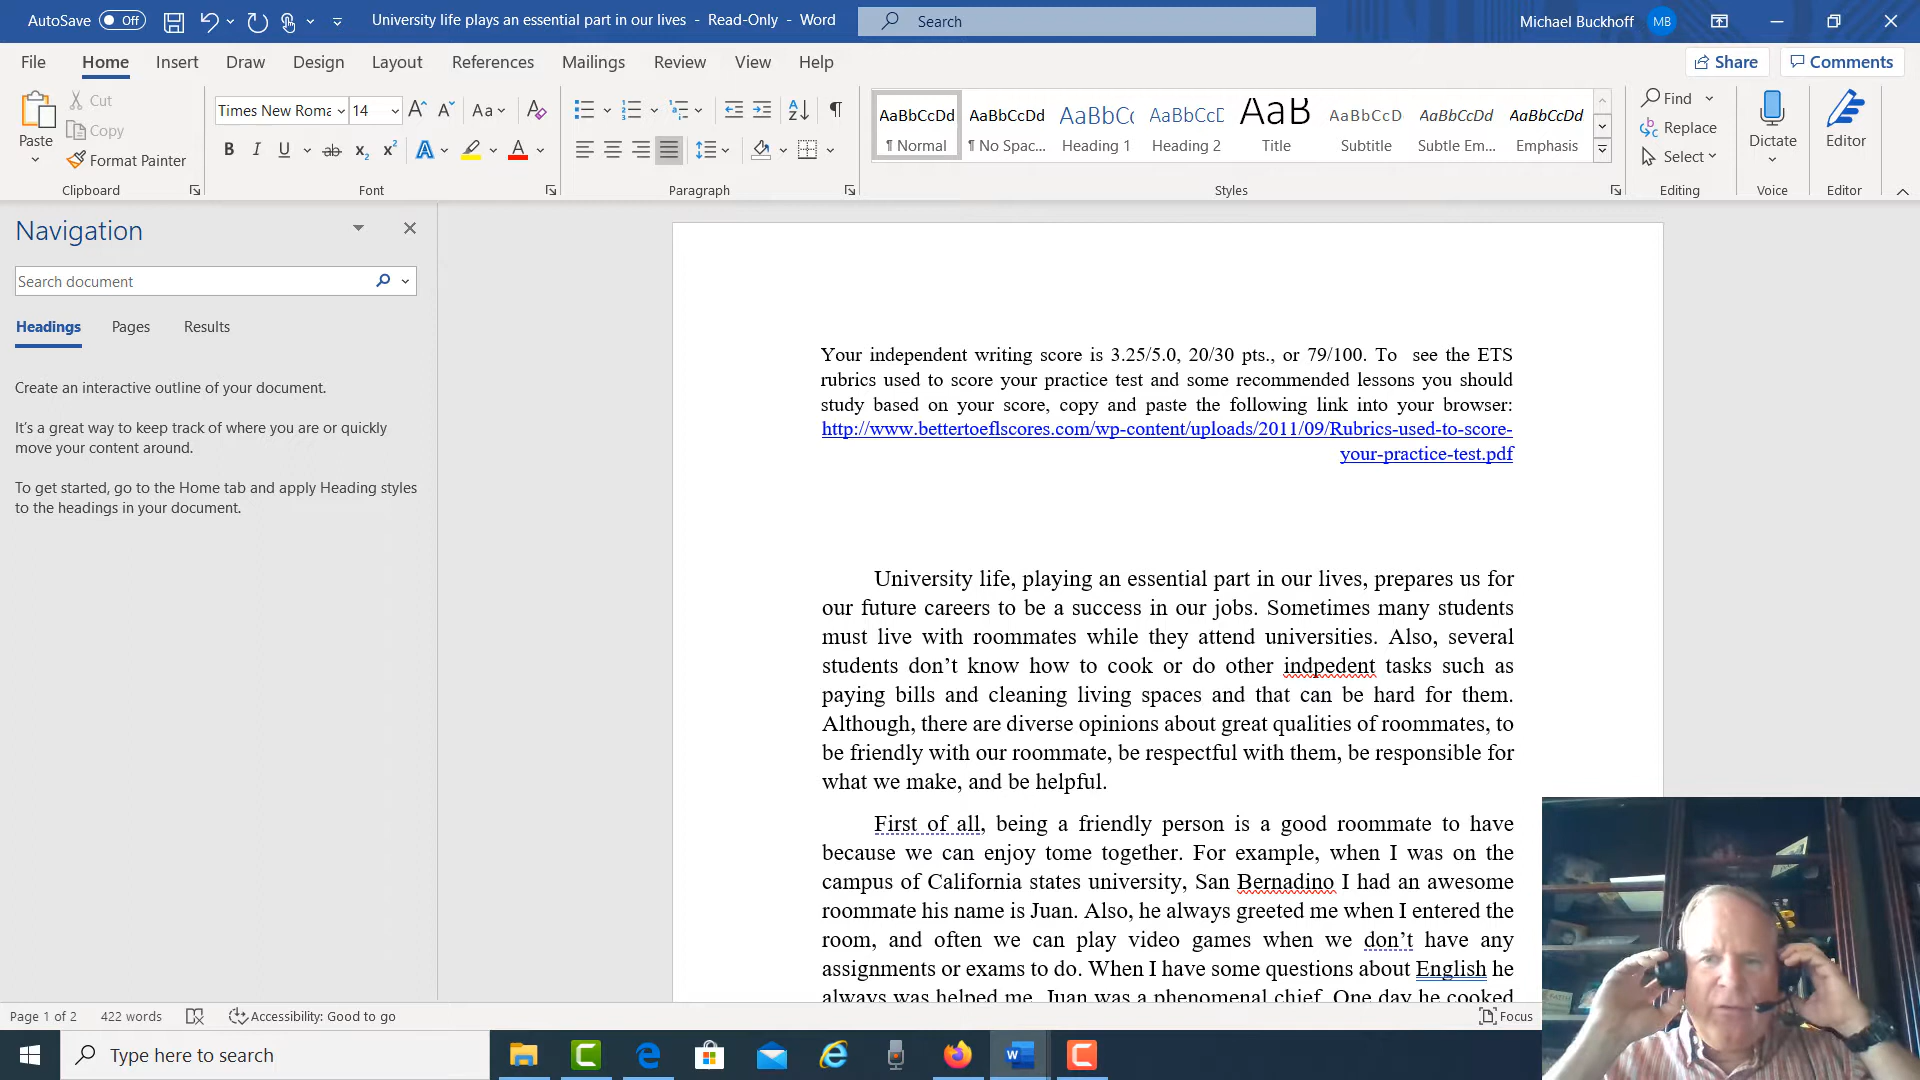 AutoSave Off University life plays an essential part in our lives - Read-Only - Word Search Michael Buckhoff MB
File Home Insert Draw Design Layout References Mailings Review View Help Share Comments
Paste Cut Copy Format Painter Clipboard
Times New Roma 14 Aa B I U ab x2 x2 A A Font
Paragraph
AaBbCcDd ¶ Normal
AaBbCcDd ¶ No Spac...
AaBbCc Heading 1
AaBbCcD Heading 2
AaB Title
AaBbCcD Subtitle
AaBbCcDd Subtle Em...
AaBbCcDd Emphasis
Styles
Find Replace Select Editing
Dictate Voice
Editor Editor
Navigation
Search document
Headings Pages Results
Create an interactive outline of your document.
It's a great way to keep track of where you are or quickly
move your content around.
To get started, go to the Home tab and apply Heading styles
to the headings in your document.
Your independent writing score is 3.25/5.0, 20/30 pts., or 79/100. To see the ETS
rubrics used to score your practice test and some recommended lessons you should
study based on your score, copy and paste the following link into your browser:
http://www.bettertoeflscores.com/wp-content/uploads/2011/09/Rubrics-used-to-score-
your-practice-test.pdf
University life, playing an essential part in our lives, prepares us for
our future careers to be a success in our jobs. Sometimes many students
must live with roommates while they attend universities. Also, several
students don't know how to cook or do other indpedent tasks such as
paying bills and cleaning living spaces and that can be hard for them.
Although, there are diverse opinions about great qualities of roommates, to
be friendly with our roommate, be respectful with them, be responsible for
what we make, and be helpful.
First of all, being a friendly person is a good roommate to have
because we can enjoy tome together. For example, when I was on the
campus of California states university, San Bernadino I had an awesome
roommate his name is Juan. Also, he always greeted me when I entered the
room, and often we can play video games when we don't have any
assignments or exams to do. When I have some questions about English he
always was helped me. Juan was a phenomenal chief. One day he cooked
Page 1 of 2 422 words Accessibility: Good to go Focus
Type here to search